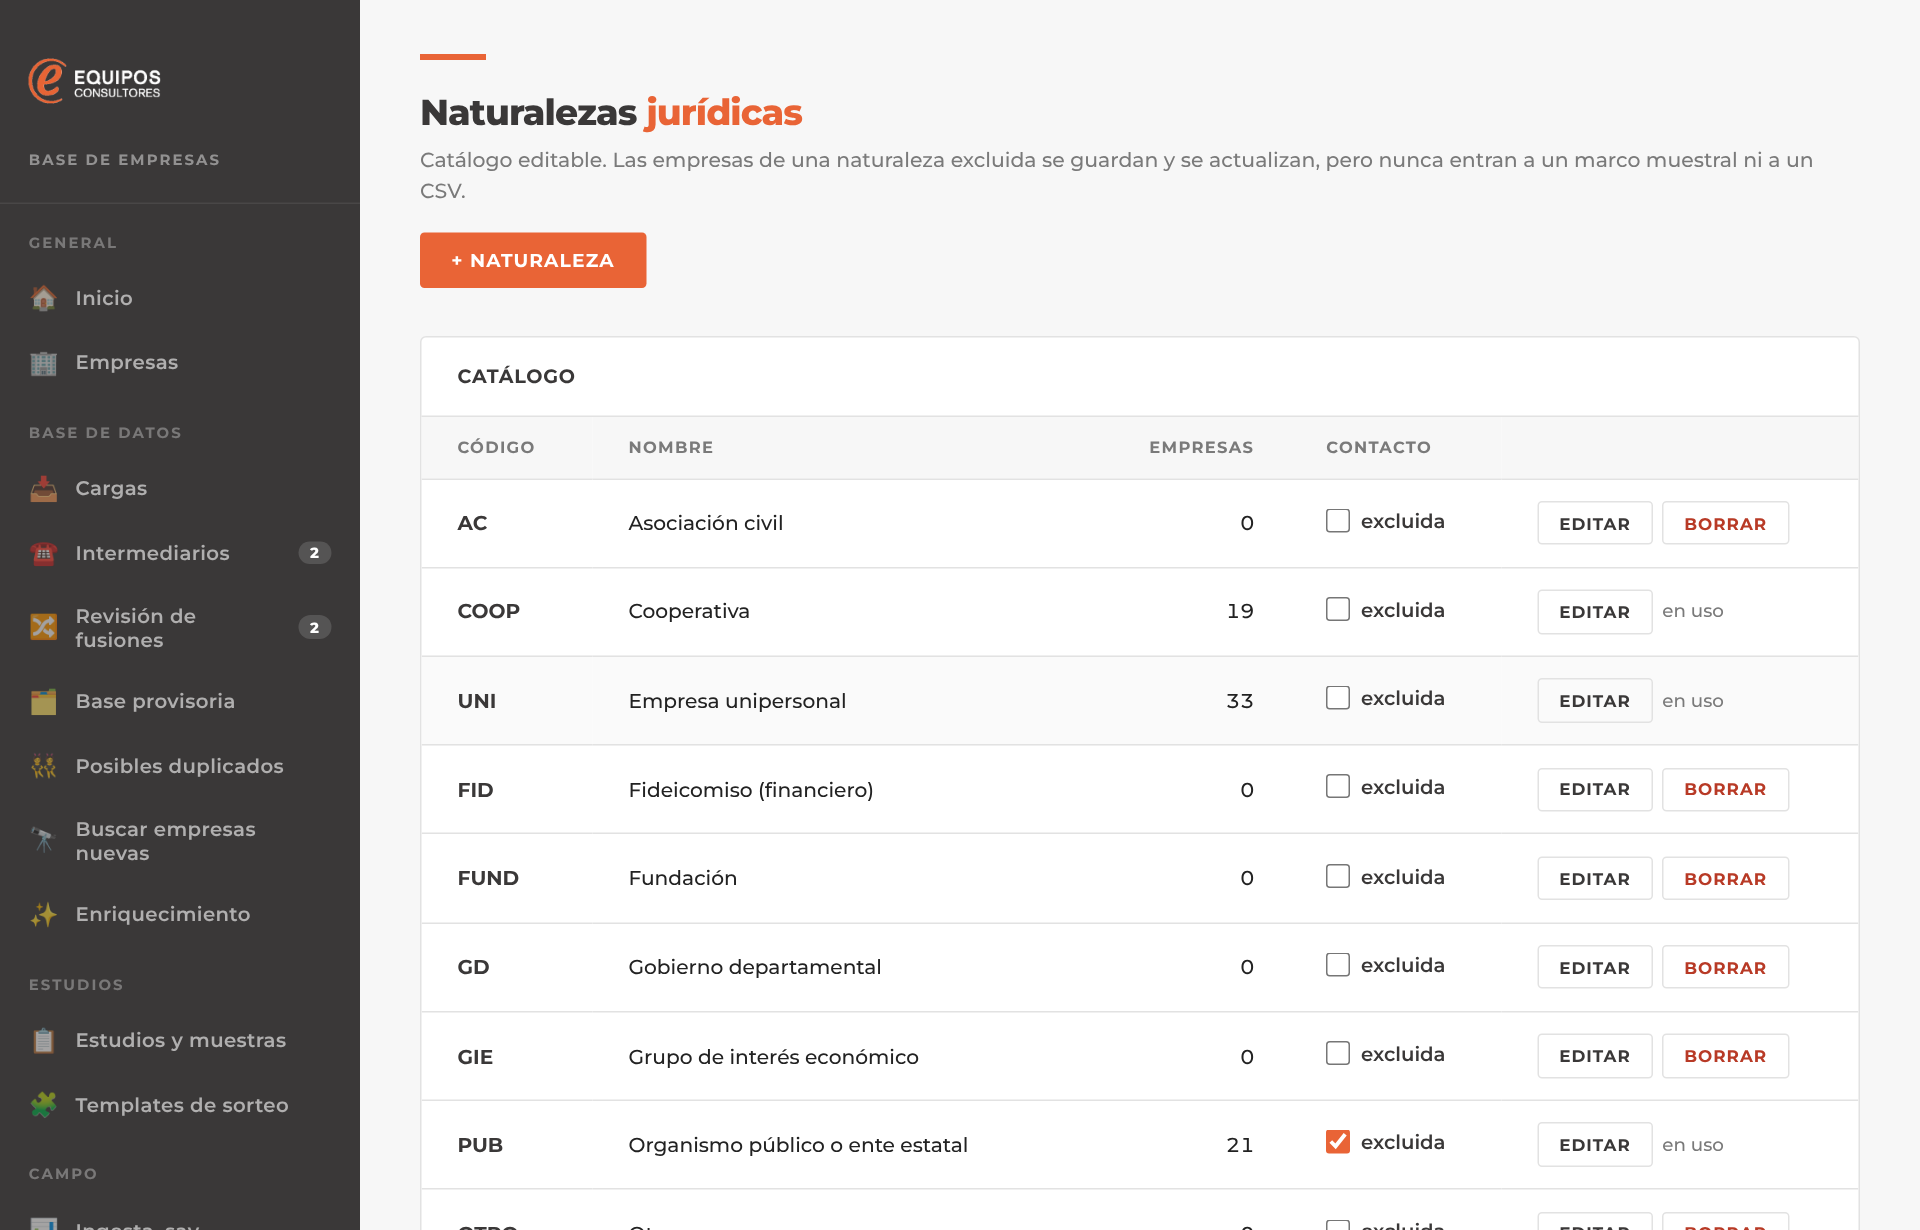 EQUIPOS
CONSULTORES
BASE DE EMPRESAS
GENERAL
Inicio
Empresas
BASE DE DATOS
Cargas
Intermediarios 2
Revisión de
fusiones 2
Base provisoria
Posibles duplicados
Buscar empresas
nuevas
Enriquecimiento
ESTUDIOS
Estudios y muestras
Templates de sorteo
CAMPO
Naturalezas jurídicas
Catálogo editable. Las empresas de una naturaleza excluida se guardan y se actualizan, pero nunca entran a un marco muestral ni a un
CSV.
+ NATURALEZA
CATÁLOGO
CÓDIGO NOMBRE EMPRESAS CONTACTO
AC Asociación civil 0 excluida EDITAR BORRAR
COOP Cooperativa 19 excluida EDITAR en uso
UNI Empresa unipersonal 33 excluida EDITAR en uso
FID Fideicomiso (financiero) 0 excluida EDITAR BORRAR
FUND Fundación 0 excluida EDITAR BORRAR
GD Gobierno departamental 0 excluida EDITAR BORRAR
GIE Grupo de interés económico 0 excluida EDITAR BORRAR
PUB Organismo público o ente estatal 21 excluida EDITAR en uso